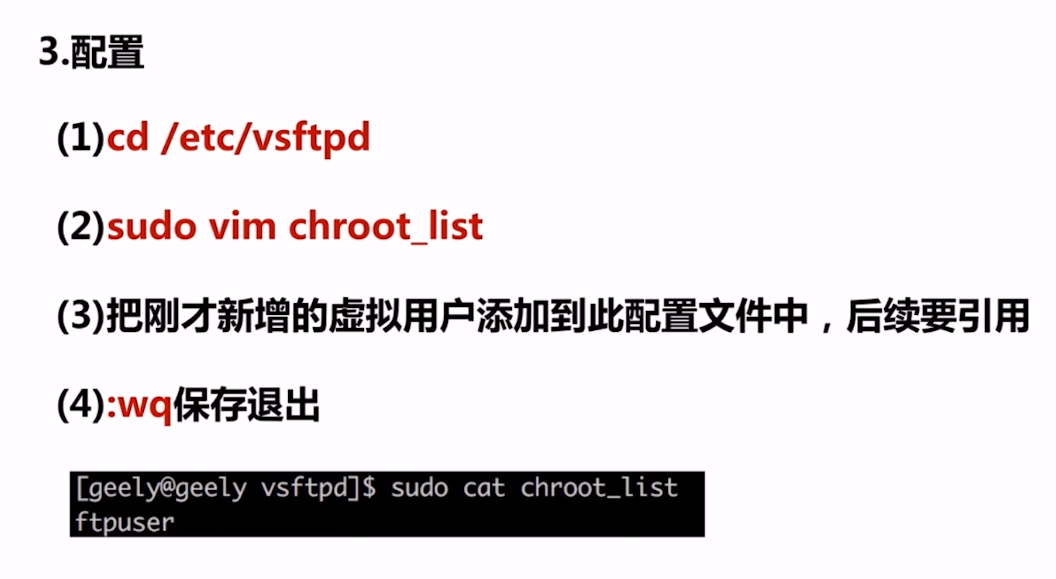 3.配置
(1)cd /etc/vsftpd
(2)sudo vim chroot_list
(3)把刚才新增的虚拟用户添加到此配置文件中，后续要引用
(4):wq保存退出
[geely@geely vsftpd]$ sudo cat chroot_list
ftpuser